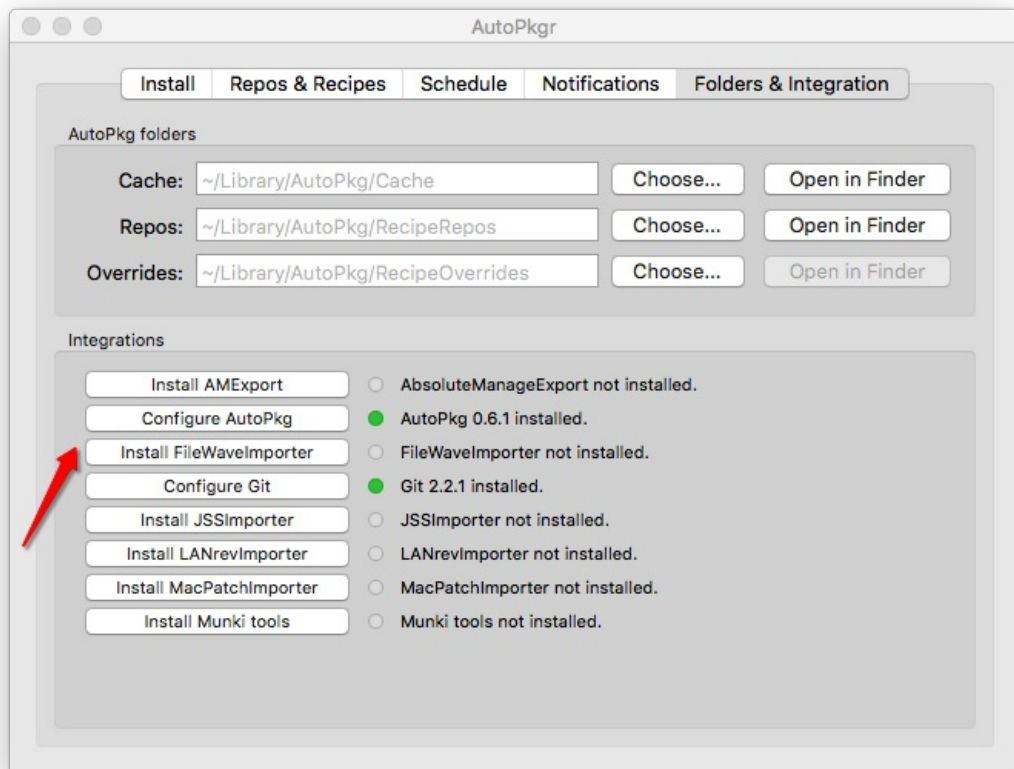 AutoPkgr
Install Repos & Recipes Schedule Notifications Folders & Integration
AutoPkg folders
Cache: ~/Library/AutoPkg/Cache Choose... Open in Finder
Repos: ~/Library/AutoPkg/RecipeRepos Choose... Open in Finder
Overrides: ~/Library/AutoPkg/RecipeOverrides Choose... Open in Finder
Integrations
Install AMExport AbsoluteManageExport not installed.
Configure AutoPkg AutoPkg 0.6.1 installed.
Install FileWaveImporter FileWaveImporter not installed.
Configure Git Git 2.2.1 installed.
Install JSSImporter JSSImporter not installed.
Install LANrevImporter LANrevImporter not installed.
Install MacPatchImporter MacPatchImporter not installed.
Install Munki tools Munki tools not installed.